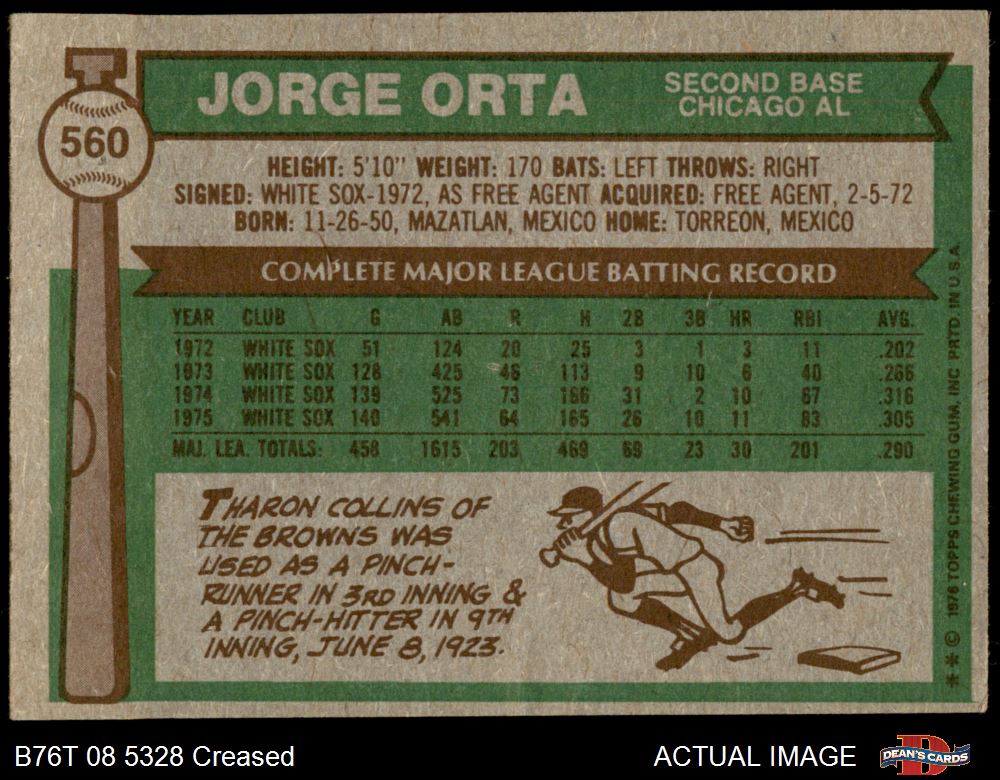 560
JORGE ORTA
SECOND BASE
CHICAGO AL
HEIGHT: 5'10" WEIGHT: 170 BATS: LEFT THROWS: RIGHT
SIGNED: WHITE SOX-1972, AS FREE AGENT ACQUIRED: FREE AGENT, 2-5-72
BORN: 11-26-50, MAZATLAN, MEXICO HOME: TORREON, MEXICO
COMPLETE MAJOR LEAGUE BATTING RECORD
YEAR CLUB G AB R H 2B 3B HR RBI AVG.
1972 WHITE SOX 51 124 20 25 3 1 3 11 .202
1973 WHITE SOX 128 425 46 113 9 10 6 40 .266
1974 WHITE SOX 139 525 73 166 31 2 10 67 .316
1975 WHITE SOX 140 541 64 165 26 10 11 83 .305
MAJ. LEA. TOTALS: 458 1615 203 469 69 23 30 201 .290
THARON COLLINS OF
THE BROWNS WAS
USED AS A PINCH-
RUNNER IN 3RD INNING &
A PINCH-HITTER IN 9TH
INNING, JUNE 8, 1923.
** © 1976 TOPPS CHEWING GUM, INC PRTD. IN U.S.A.
B76T 08 5328 Creased
ACTUAL IMAGE
D
DEAN'S CARDS